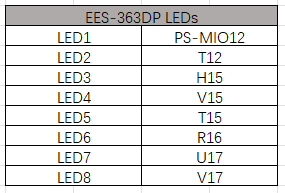 EES-363DP LEDs
LED1 PS-MIO12
LED2 T12
LED3 H15
LED4 V15
LED5 T15
LED6 R16
LED7 U17
LED8 V17